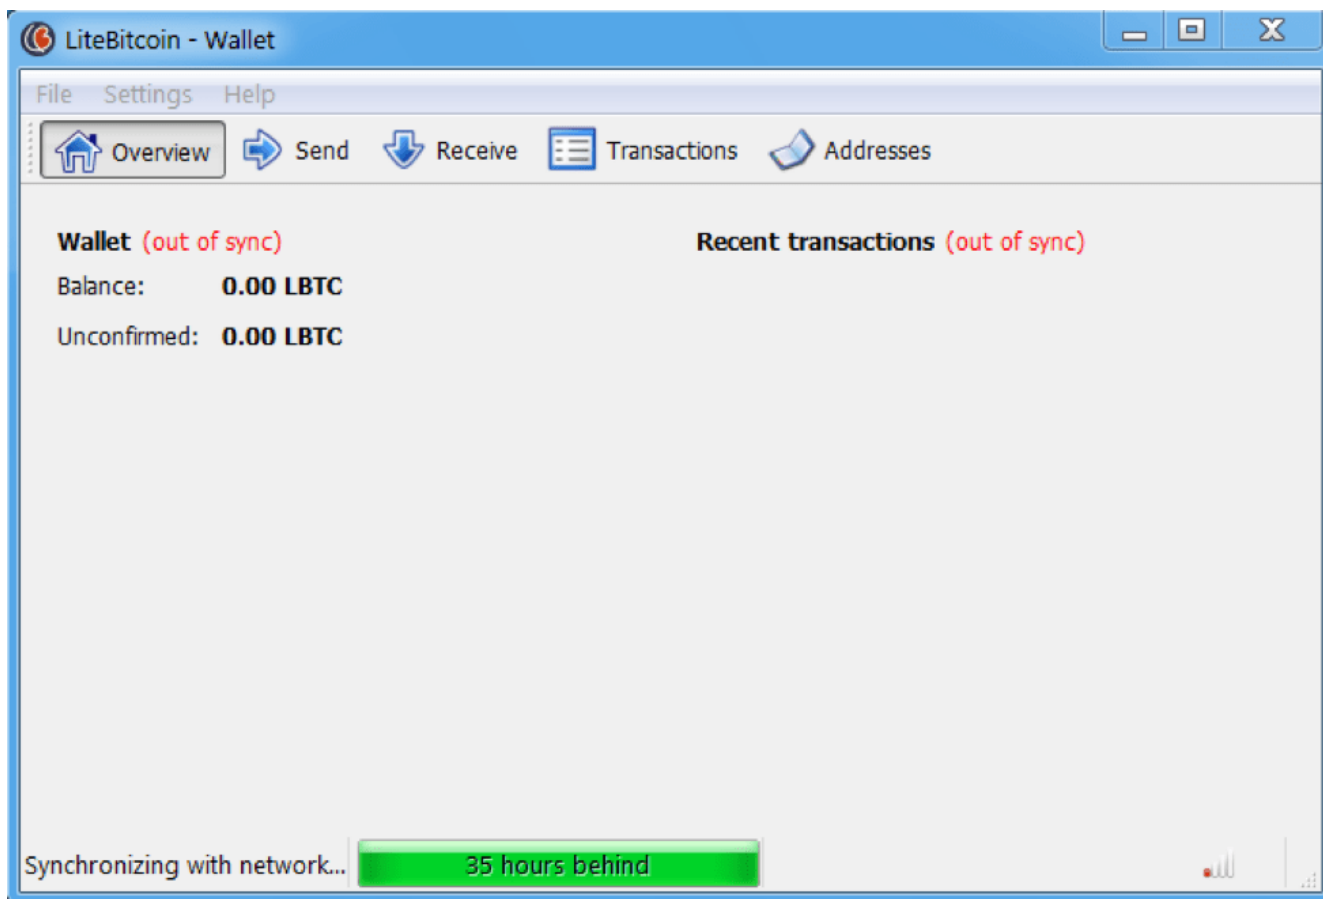 LiteBitcoin - Wallet
File Settings Help
Overview Send Receive Transactions Addresses
Wallet (out of sync) Recent transactions (out of sync)
Balance: 0.00 LBTC
Unconfirmed: 0.00 LBTC
Synchronizing with network... 35 hours behind